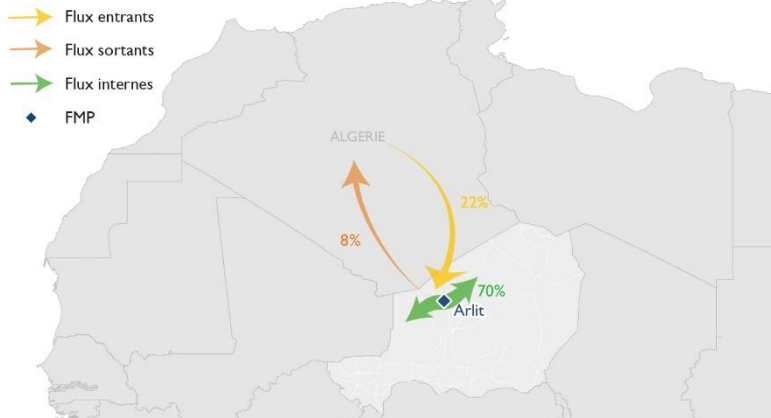 Flux entrants
Flux sortants
Flux internes
FMP
ALGERIE
22%
8%
70%
Arlit